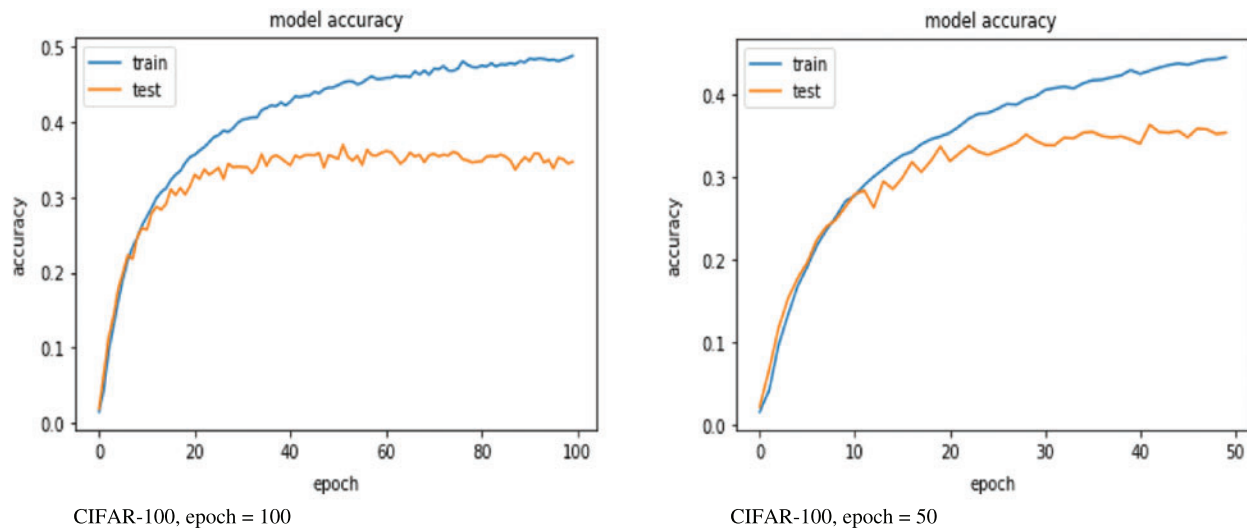 model accuracy
train
test
accuracy
0.5
0.4
0.3
0.2
0.1
0.0
0 20 40 60 80 100
epoch
CIFAR-100, epoch = 100
model accuracy
train
test
accuracy
0.4
0.3
0.2
0.1
0.0
0 10 20 30 40 50
epoch
CIFAR-100, epoch = 50